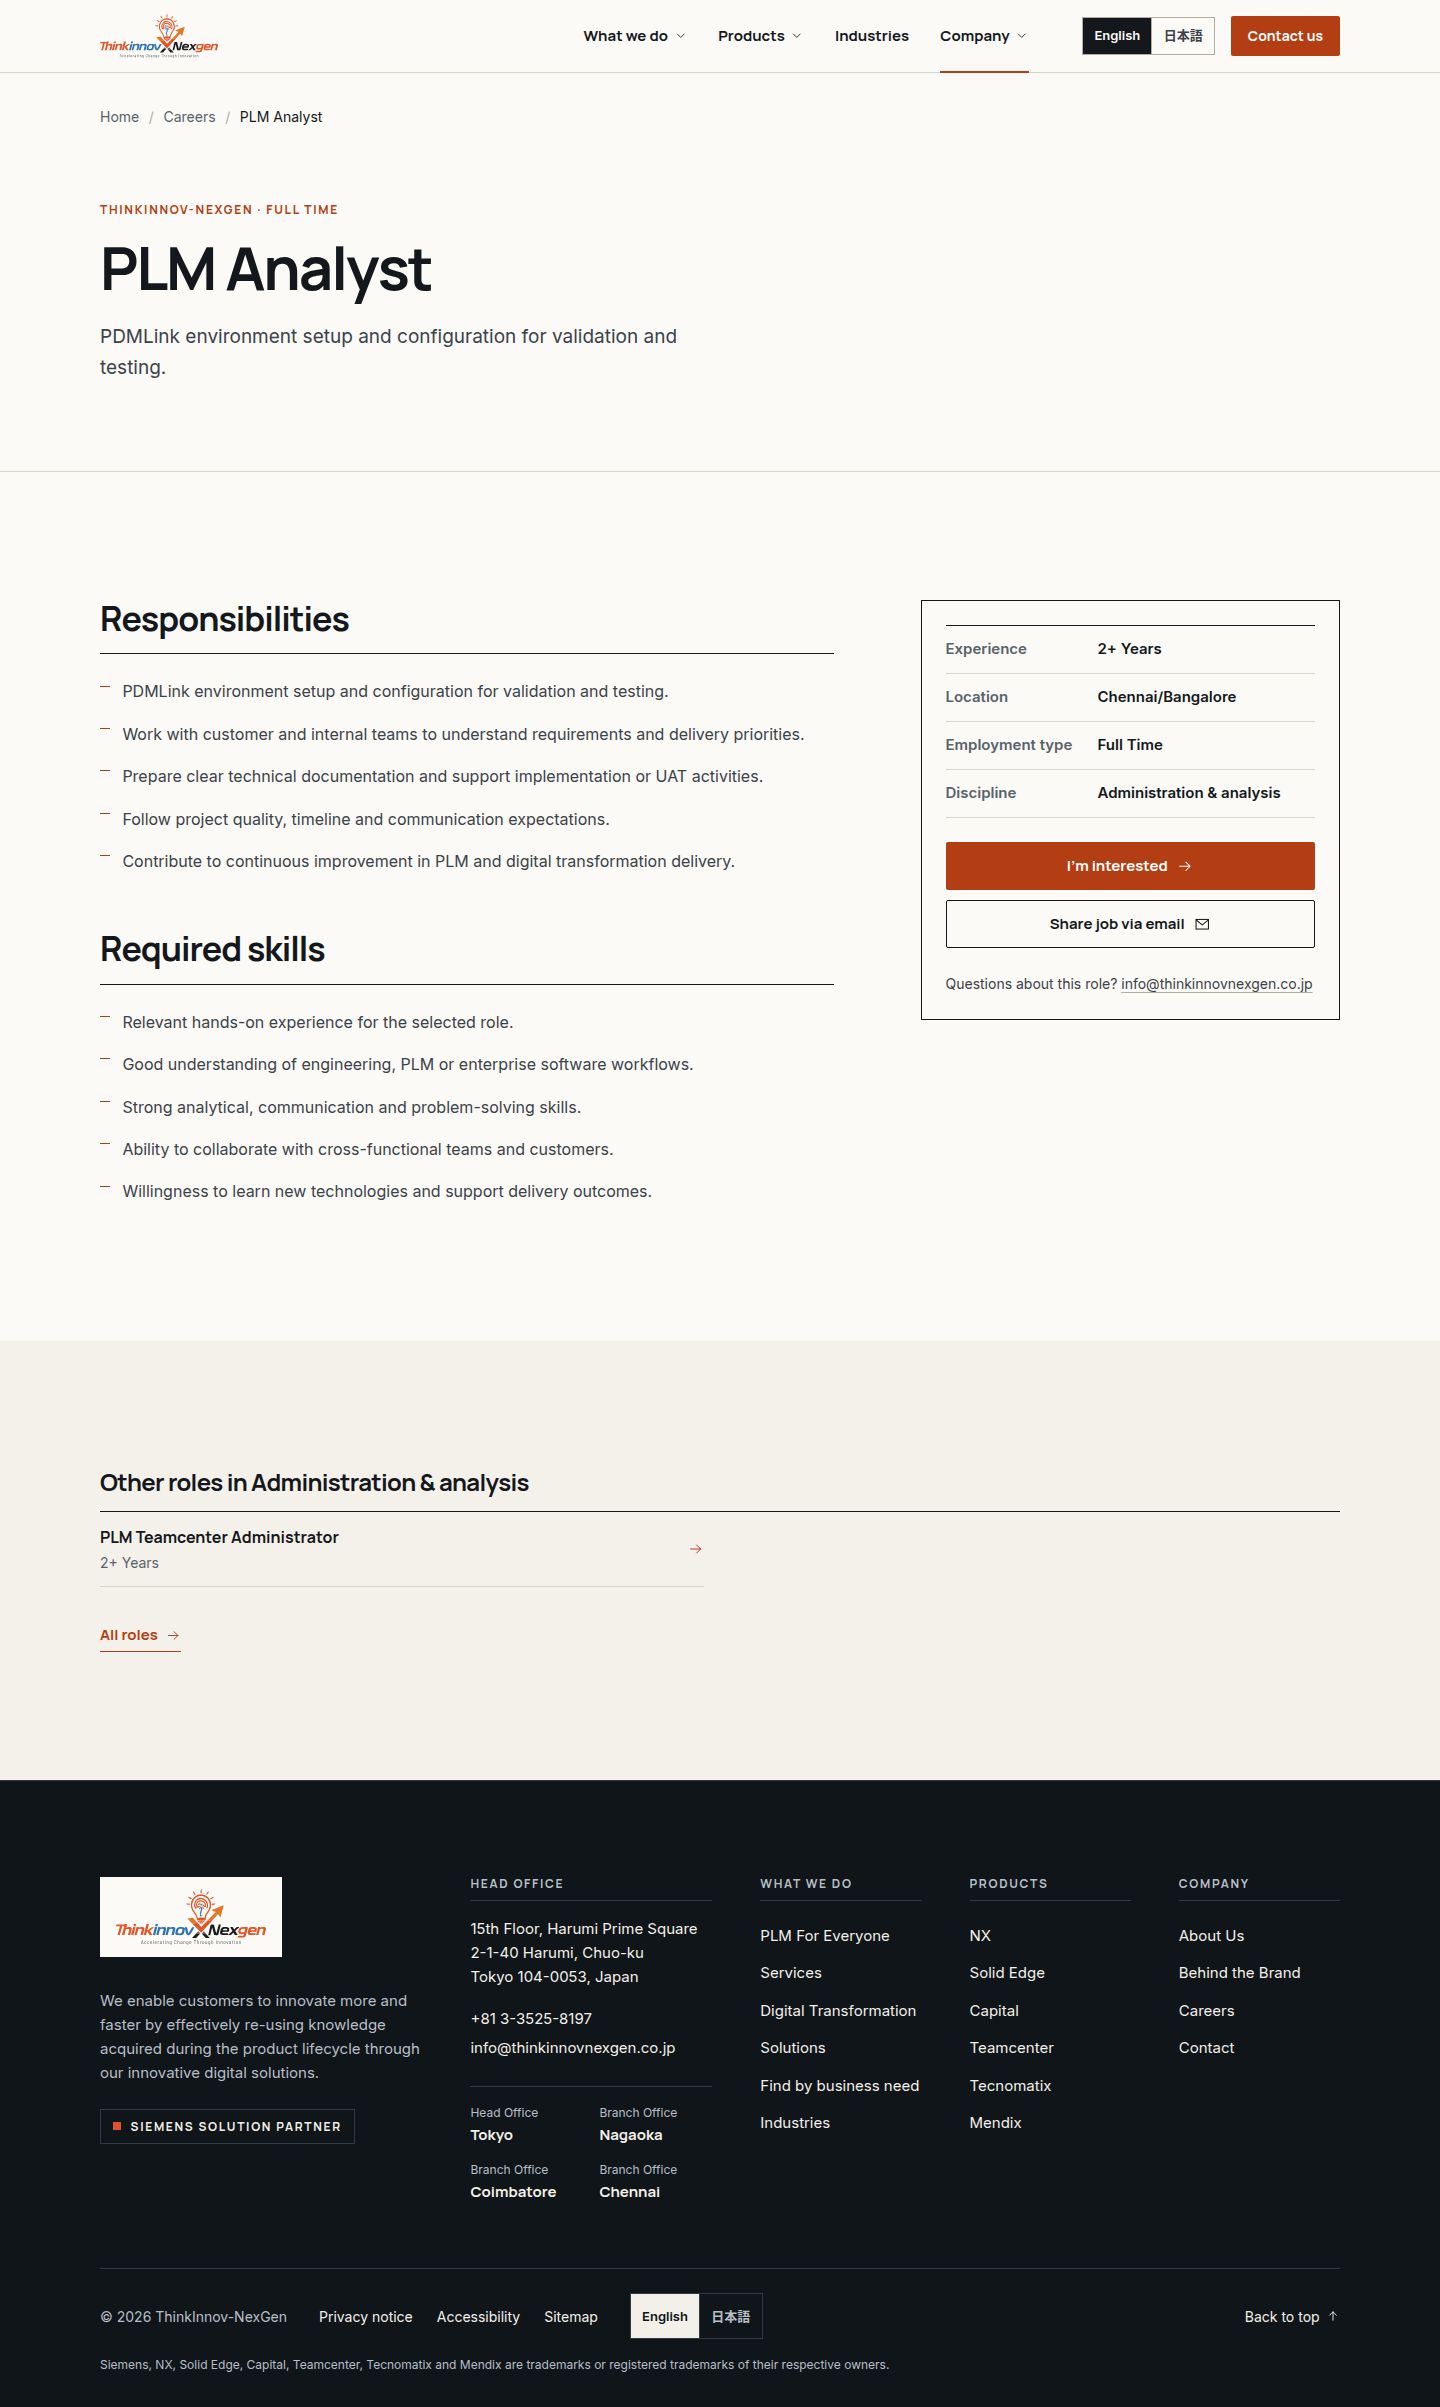 ThinkinnovXNexgen
Accelerating Change Through Innovation
What we do
Products
Industries
Company
English
日本語
Contact us
Home / Careers / PLM Analyst
THINKINNOV-NEXGEN · FULL TIME
PLM Analyst
PDMLink environment setup and configuration for validation and
testing.
Responsibilities
PDMLink environment setup and configuration for validation and testing.
Work with customer and internal teams to understand requirements and delivery priorities.
Prepare clear technical documentation and support implementation or UAT activities.
Follow project quality, timeline and communication expectations.
Contribute to continuous improvement in PLM and digital transformation delivery.
Required skills
Relevant hands-on experience for the selected role.
Good understanding of engineering, PLM or enterprise software workflows.
Strong analytical, communication and problem-solving skills.
Ability to collaborate with cross-functional teams and customers.
Willingness to learn new technologies and support delivery outcomes.
Experience 2+ Years
Location Chennai/Bangalore
Employment type Full Time
Discipline Administration & analysis
I'm interested →
Share job via email
Questions about this role? info@thinkinnovnexgen.co.jp
Other roles in Administration & analysis
PLM Teamcenter Administrator
2+ Years
→
All roles →
ThinkinnovXNexgen
Accelerating Change Through Innovation
We enable customers to innovate more and
faster by effectively re-using knowledge
acquired during the product lifecycle through
our innovative digital solutions.
SIEMENS SOLUTION PARTNER
HEAD OFFICE
15th Floor, Harumi Prime Square
2-1-40 Harumi, Chuo-ku
Tokyo 104-0053, Japan
+81 3-3525-8197
info@thinkinnovnexgen.co.jp
Head Office
Tokyo
Branch Office
Nagaoka
Branch Office
Coimbatore
Branch Office
Chennai
WHAT WE DO
PLM For Everyone
Services
Digital Transformation
Solutions
Find by business need
Industries
PRODUCTS
NX
Solid Edge
Capital
Teamcenter
Tecnomatix
Mendix
COMPANY
About Us
Behind the Brand
Careers
Contact
© 2026 ThinkInnov-NexGen
Privacy notice
Accessibility
Sitemap
English
日本語
Back to top ↑
Siemens, NX, Solid Edge, Capital, Teamcenter, Tecnomatix and Mendix are trademarks or registered trademarks of their respective owners.